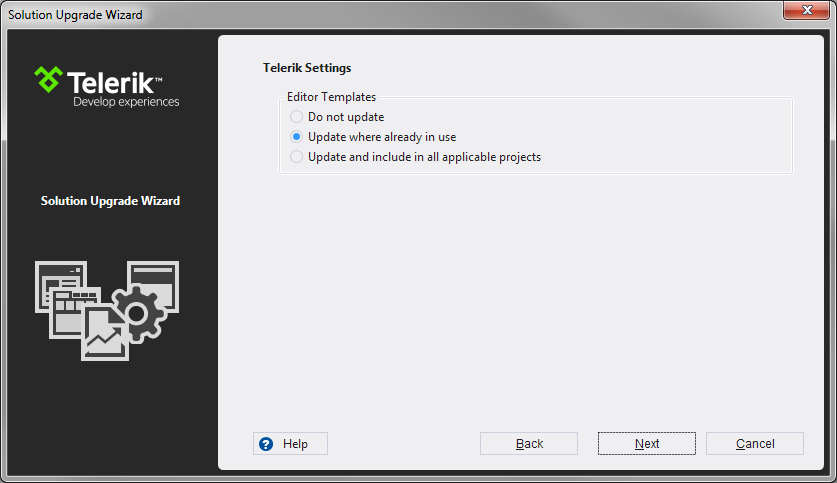 Solution Upgrade Wizard
Telerik™
Develop experiences
Solution Upgrade Wizard
Telerik Settings
Editor Templates
Do not update
Update where already in use
Update and include in all applicable projects
? Help
Back
Next
Cancel